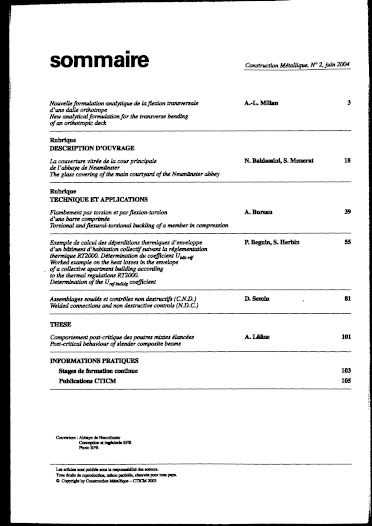 sommaire
Construction Métallique, N° 2, juin 2004
Nouvelle formulation analytique de la flexion transversale
d'une dalle orthotrope
New analytical formulation for the transverse bending
of an orthotropic deck
A.-L. Millan 3
Rubrique
DESCRIPTION D'OUVRAGE
La couverture vitrée de la cour principale
de l'abbaye de Neumünster
The glass covering of the main courtyard of the Neumünster abbey
N. Baldassini, S. Menerat 18
Rubrique
TECHNIQUE ET APPLICATIONS
Flambement par torsion et par flexion-torsion
d'une barre comprimée
Torsional and flexural-torsional buckling of a member in compression
A. Bureau 39
Exemple de calcul des déperditions thermiques d'enveloppe
d'un bâtiment d'habitation collectif suivant la réglementation
thermique RT2000. Détermination du coefficient U
Worked example on the heat losses in the envelope
of a collective apartment building according
to the thermal regulations RT2000.
Determination of the U coefficient
P. Beguin, S. Herbin 55
Assemblages soudés et contrôles non destructifs (C.N.D.)
Welded connections and non destructive controls (N.D.C.)
D. Semin 81
THESE
Comportement post-critique des poutres mixtes élancées
Post-critical behaviour of slender composite beams
A. Lääne 101
INFORMATIONS PRATIQUES
Stages de formation continue 103
Publications CTICM 105
Couverture : Abbaye de Neumünster
Conception et ingénierie RFR
Photo RFR
Les articles sont publiés sous la responsabilité des auteurs.
Tous droits de reproduction, même partielle, réservés pour tous pays.
© Copyright by Construction Métallique – CTICM 2003